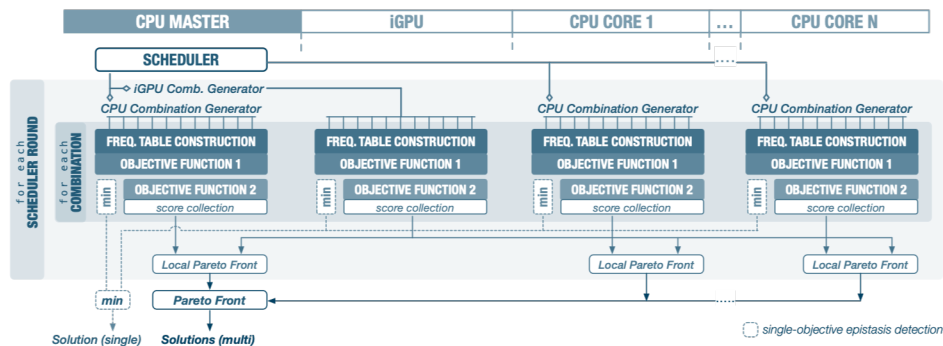 CPU MASTER iGPU CPU CORE 1 ... CPU CORE N
SCHEDULER
iGPU Comb. Generator
CPU Combination Generator CPU Combination Generator CPU Combination Generator
for each
SCHEDULER ROUND
for each
COMBINATION
FREQ. TABLE CONSTRUCTION FREQ. TABLE CONSTRUCTION FREQ. TABLE CONSTRUCTION FREQ. TABLE CONSTRUCTION
OBJECTIVE FUNCTION 1 OBJECTIVE FUNCTION 1 OBJECTIVE FUNCTION 1 OBJECTIVE FUNCTION 1
min OBJECTIVE FUNCTION 2 min OBJECTIVE FUNCTION 2 min OBJECTIVE FUNCTION 2 min OBJECTIVE FUNCTION 2
score collection score collection score collection score collection
Local Pareto Front Local Pareto Front Local Pareto Front
min Pareto Front
Solution (single) Solutions (multi) single-objective epistasis detection